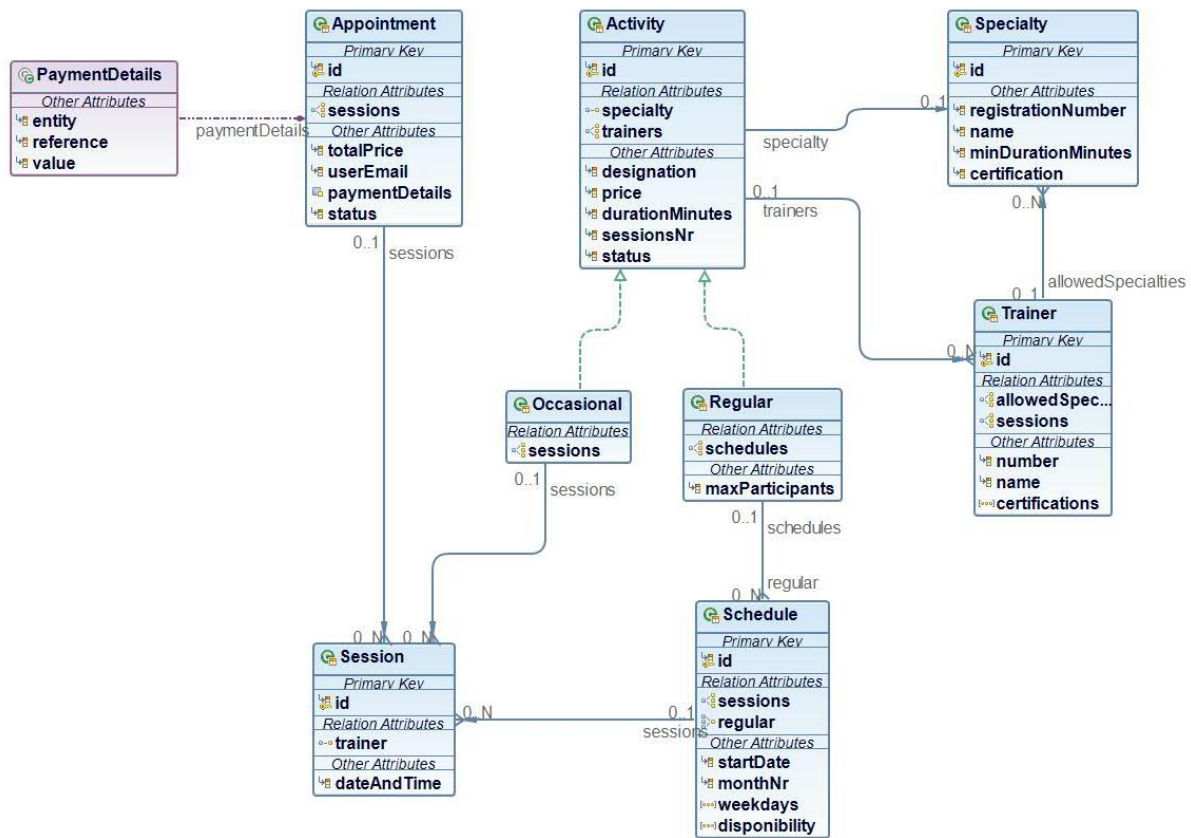 PaymentDetails
Other Attributes
entity
reference
value
paymentDetails
Appointment
Primary Key
id
Relation Attributes
sessions
Other Attributes
totalPrice
userEmail
paymentDetails
status
0..1
sessions
Activity
Primary Key
id
Relation Attributes
specialty
trainers
Other Attributes
designation
price
durationMinutes
sessionsNr
status
0..1
specialty
0..1
trainers
Specialty
Primary Key
id
Other Attributes
registrationNumber
name
minDurationMinutes
certification
0..N
allowedSpecialties
0..1
Trainer
Primary Key
id
Relation Attributes
allowedSpec...
sessions
Other Attributes
number
name
certifications
0..N
Occasional
Relation Attributes
sessions
0..1
sessions
Regular
Relation Attributes
schedules
Other Attributes
maxParticipants
0..1
schedules
regular
0..N
Schedule
Primary Key
id
Relation Attributes
sessions
regular
Other Attributes
startDate
monthNr
weekdays
disponibility
0..1
sessions
0..N
0..N
0..N
Session
Primary Key
id
Relation Attributes
trainer
Other Attributes
dateAndTime